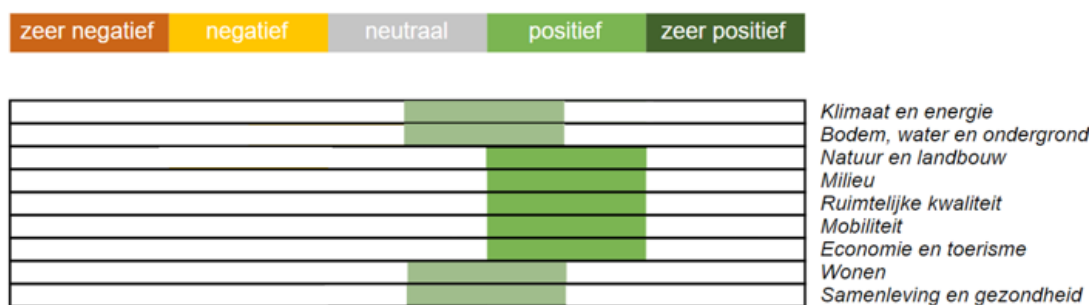 zeer negatief negatief neutraal positief zeer positief
Klimaat en energie
Bodem, water en ondergrond
Natuur en landbouw
Milieu
Ruimtelijke kwaliteit
Mobiliteit
Economie en toerisme
Wonen
Samenleving en gezondheid